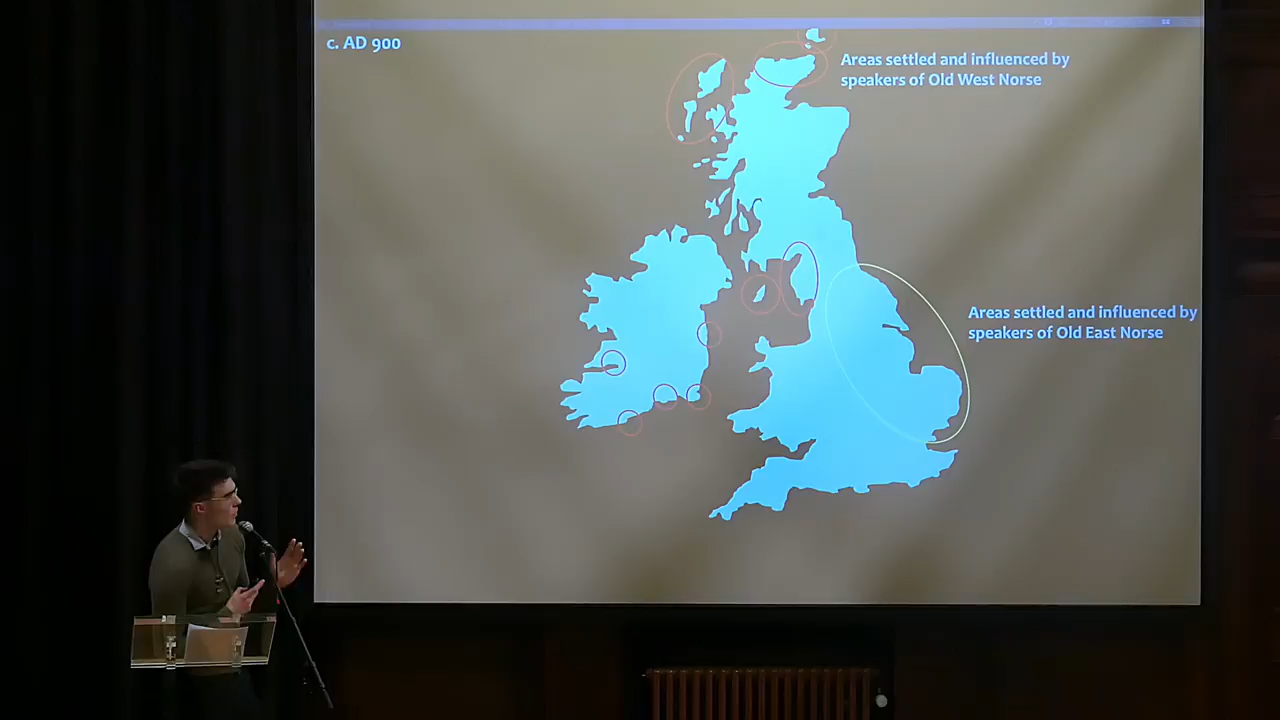 c. AD 900
Areas settled and influenced by
speakers of Old West Norse
Areas settled and influenced by
speakers of Old East Norse